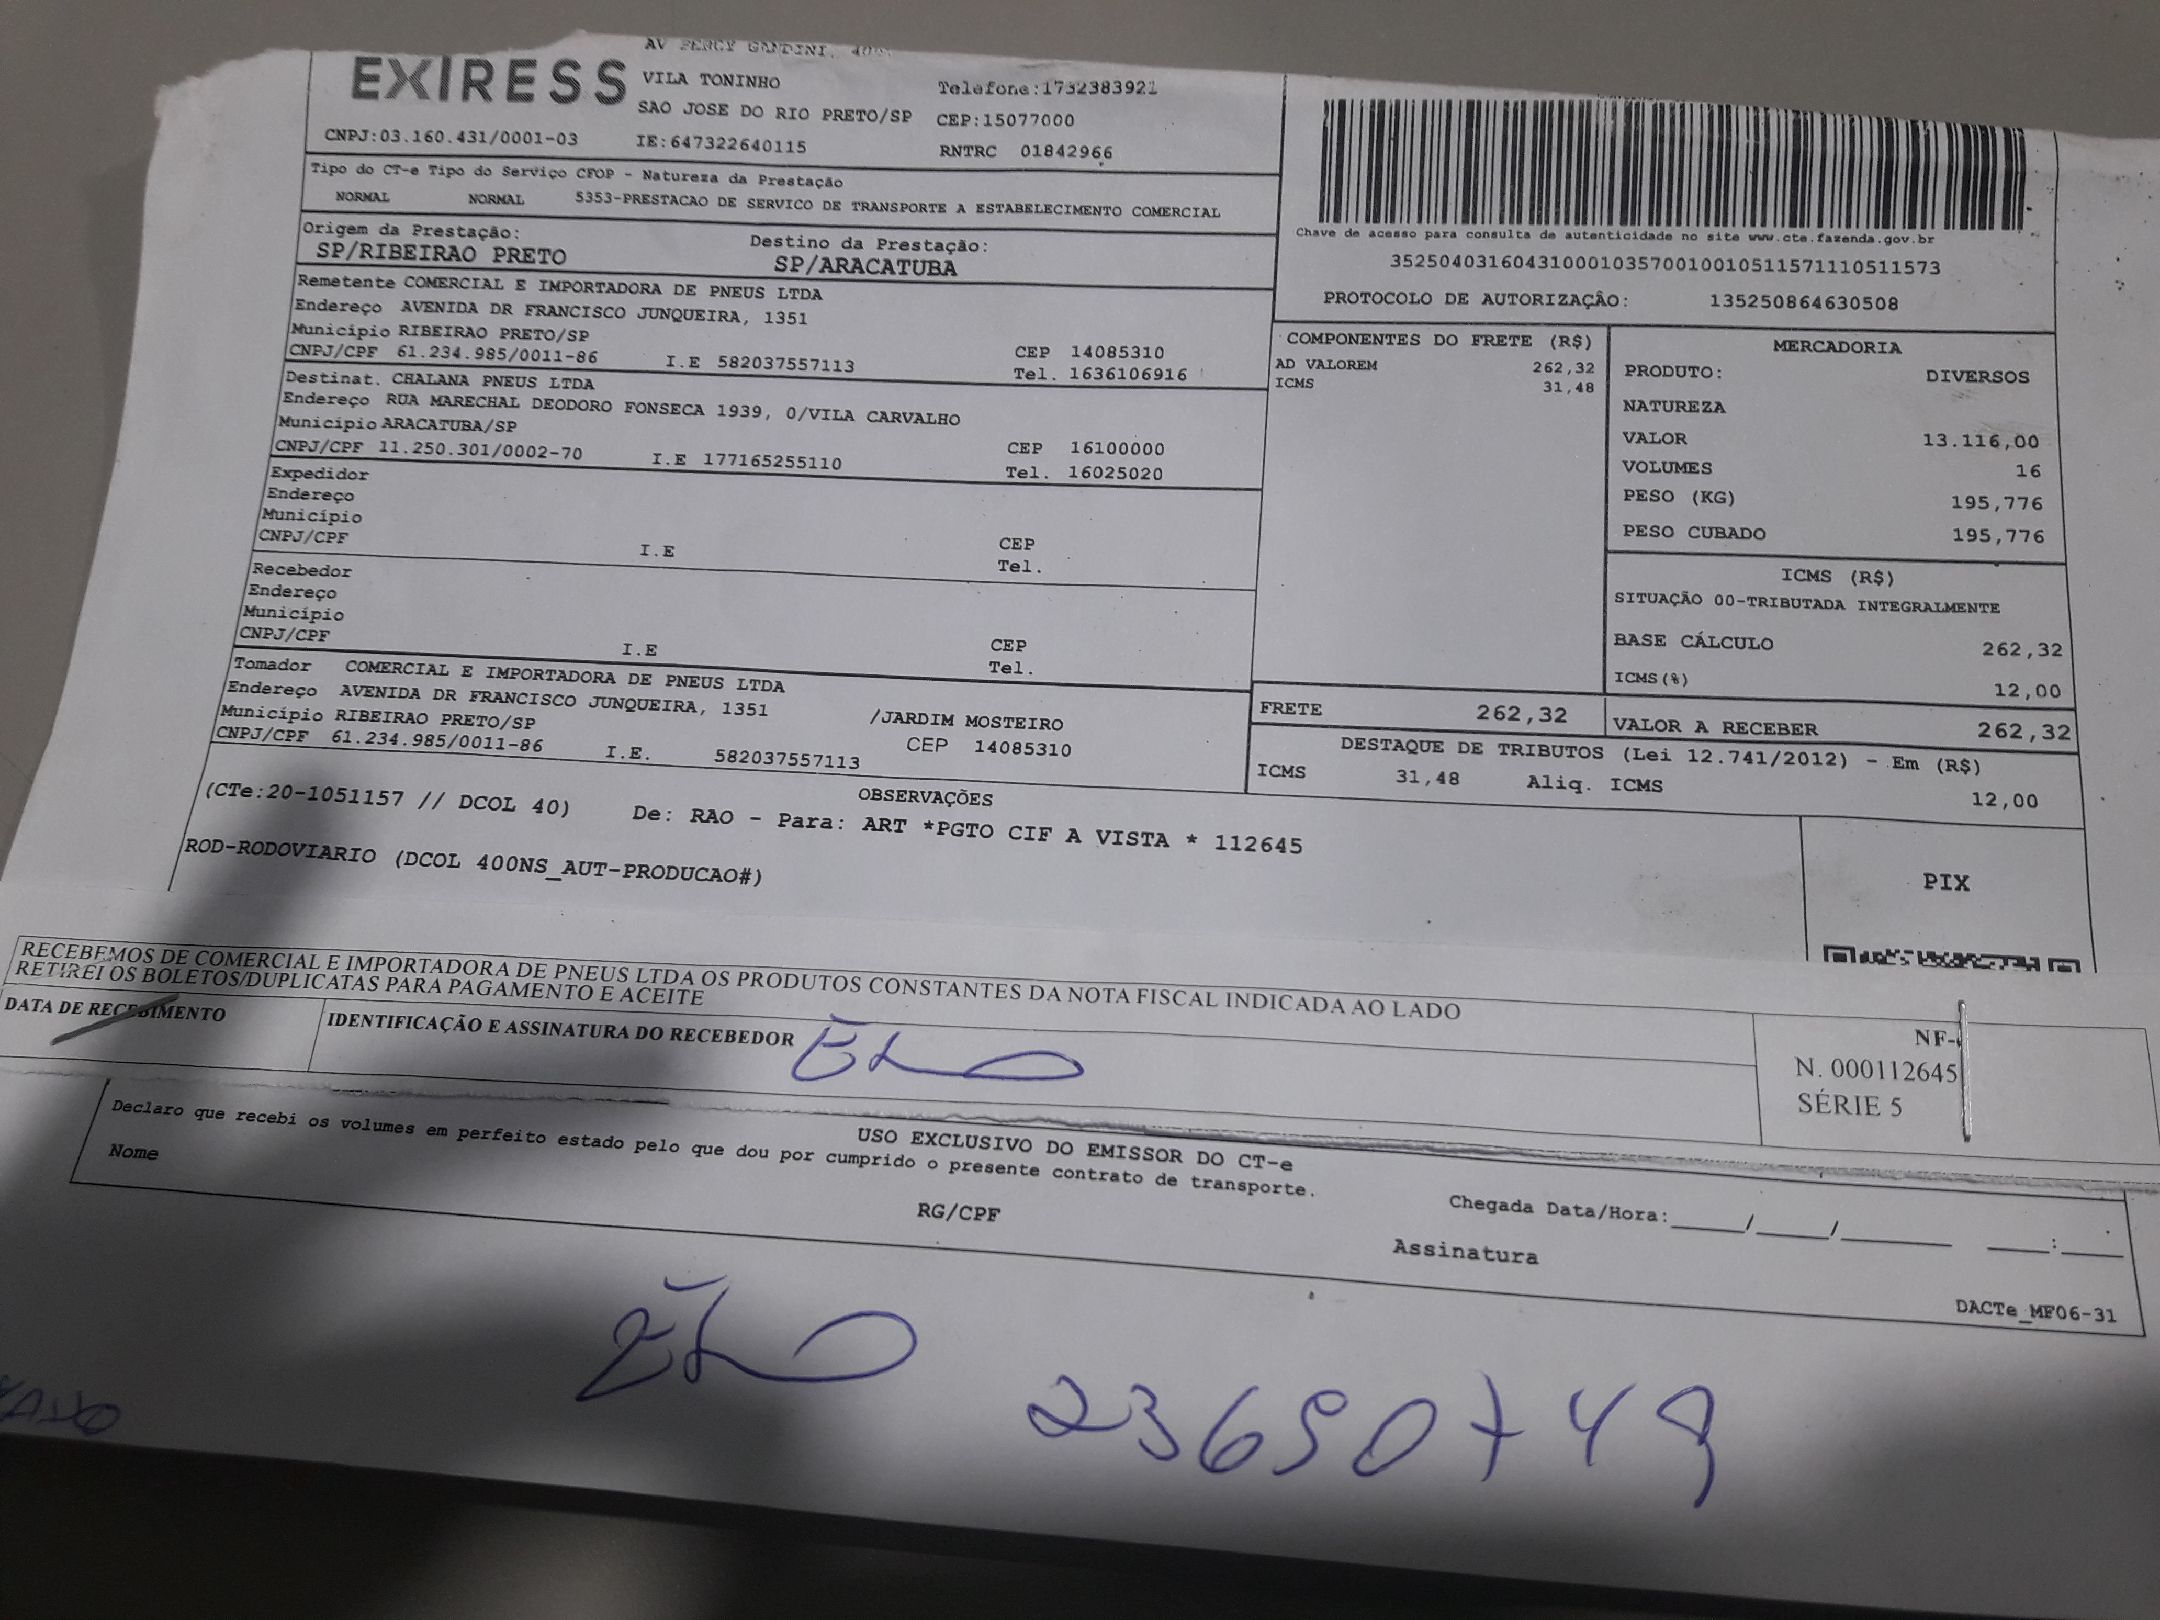 EXIRESS
VILA TONINHO
Telefone:1732383921
SAO JOSE DO RIO PRETO/SP CEP:15077000
CNPJ:03.160.431/0001-03 IE:647322640115 RNTRC 01842966
Tipo do CT-e Tipo do Serviço CFOP - Natureza da Prestação
NORMAL NORMAL 5353-PRESTACAO DE SERVICO DE TRANSPORTE A ESTABELECIMENTO COMERCIAL
Origem da Prestação: Destino da Prestação:
SP/RIBEIRAO PRETO SP/ARACATUBA
Remetente COMERCIAL E IMPORTADORA DE PNEUS LTDA
Endereço AVENIDA DR FRANCISCO JUNQUEIRA, 1351
Município RIBEIRAO PRETO/SP CEP 14085310
CNPJ/CPF 61.234.985/0011-86 I.E 582037557113 Tel. 1636106916
Destinat. CHALANA PNEUS LTDA
Endereço RUA MARECHAL DEODORO FONSECA 1939, 0/VILA CARVALHO
Município ARACATUBA/SP CEP 16100000
CNPJ/CPF 11.250.301/0002-70 I.E 177165255110 Tel. 16025020
Expedidor
Endereço
Município CEP
CNPJ/CPF I.E Tel.
Recebedor
Endereço
Município CEP
CNPJ/CPF I.E Tel.
Tomador COMERCIAL E IMPORTADORA DE PNEUS LTDA
Endereço AVENIDA DR FRANCISCO JUNQUEIRA, 1351 /JARDIM MOSTEIRO
Município RIBEIRAO PRETO/SP CEP 14085310
CNPJ/CPF 61.234.985/0011-86 I.E. 582037557113
Chave de acesso para consulta de autenticidade no site www.cte.fazenda.gov.br
35250403160431000103570010010511571110511573
PROTOCOLO DE AUTORIZAÇÂO: 135250864630508
COMPONENTES DO FRETE (R$)
AD VALOREM 262,32
ICMS 31,48
MERCADORIA
PRODUTO: DIVERSOS
NATUREZA
VALOR 13.116,00
VOLUMES 16
PESO (KG) 195,776
PESO CUBADO 195,776
ICMS (R$)
SITUAÇÃO 00-TRIBUTADA INTEGRALMENTE
BASE CÁLCULO 262,32
ICMS(%) 12,00
FRETE 262,32 VALOR A RECEBER 262,32
DESTAQUE DE TRIBUTOS (Lei 12.741/2012) - Em (R$)
ICMS 31,48 Aliq. ICMS 12,00
OBSERVAÇÕES
(CTe:20-1051157 // DCOL 40) De: RAO - Para: ART *PGTO CIF A VISTA * 112645
ROD-RODOVIARIO (DCOL 400NS_AUT-PRODUCAO#)
PIX
RECEBEMOS DE COMERCIAL E IMPORTADORA DE PNEUS LTDA OS PRODUTOS CONSTANTES DA NOTA FISCAL INDICADA AO LADO
RETIREI OS BOLETOS/DUPLICATAS PARA PAGAMENTO E ACEITE
DATA DE RECEBIMENTO IDENTIFICAÇÃO E ASSINATURA DO RECEBEDOR
NF-
N. 000112645
SÉRIE 5
USO EXCLUSIVO DO EMISSOR DO CT-e
Declaro que recebi os volumes em perfeito estado pelo que dou por cumprido o presente contrato de transporte.
Nome RG/CPF Assinatura
Chegada Data/Hora:_____/_____/________ ____:____
DACTe_MF06-31
23690749